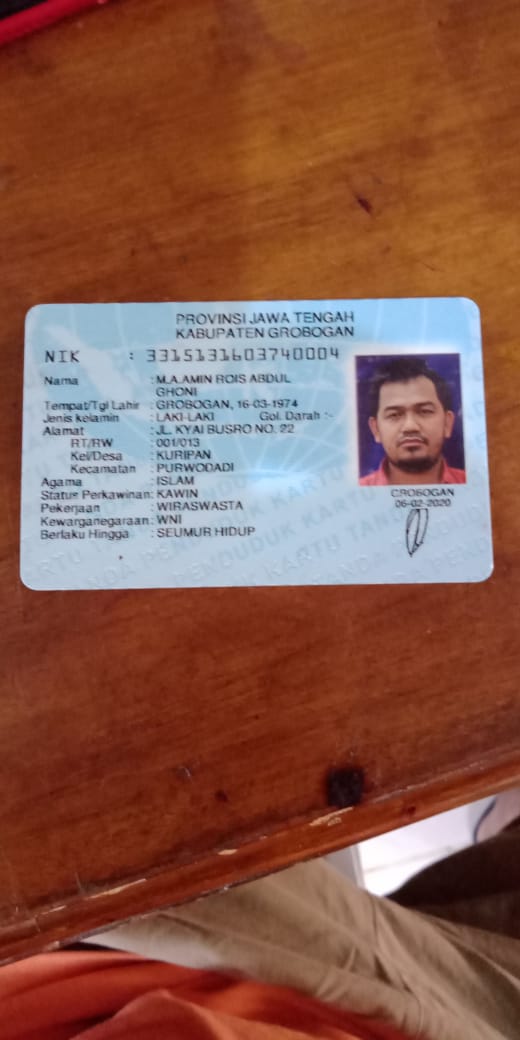 PROVINSI JAWA TENGAH
KABUPATEN GROBOGAN
NIK : 3315131603740004
Nama : M.A.AMIN ROIS ABDUL
GHONI
Tempat/Tgl Lahir : GROBOGAN, 16-03-1974
Jenis kelamin : LAKI-LAKI Gol. Darah :-
Alamat : JL. KYAI BUSRO NO. 22
RT/RW : 001/013
Kel/Desa : KURIPAN
Kecamatan : PURWODADI
Agama : ISLAM
Status Perkawinan: KAWIN
Pekerjaan : WIRASWASTA
Kewarganegaraan: WNI
Berlaku Hingga : SEUMUR HIDUP
GROBOGAN
06-02-2020